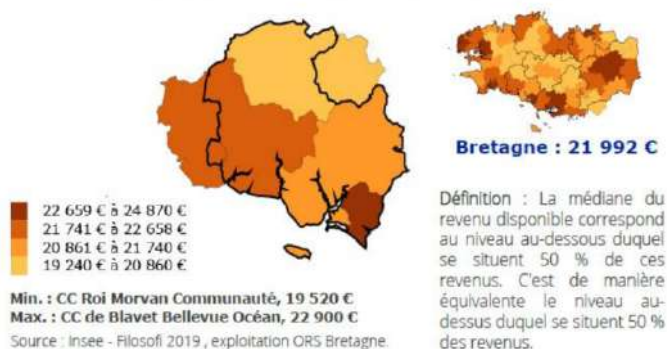 Bretagne : 21 992 €
22 659 € à 24 870 €
21 741 € à 22 658 €
20 861 € à 21 740 €
19 240 € à 20 860 €
Min. : CC Roi Morvan Communauté, 19 520 €
Max. : CC de Blavet Bellevue Océan, 22 900 €
Source : Insee - Filosofi 2019 , exploitation ORS Bretagne.
Définition : La médiane du
revenu disponible correspond
au niveau au-dessous duquel
se situent 50 % de ces
revenus. C'est de manière
équivalente le niveau au-
dessus duquel se situent 50 %
des revenus.